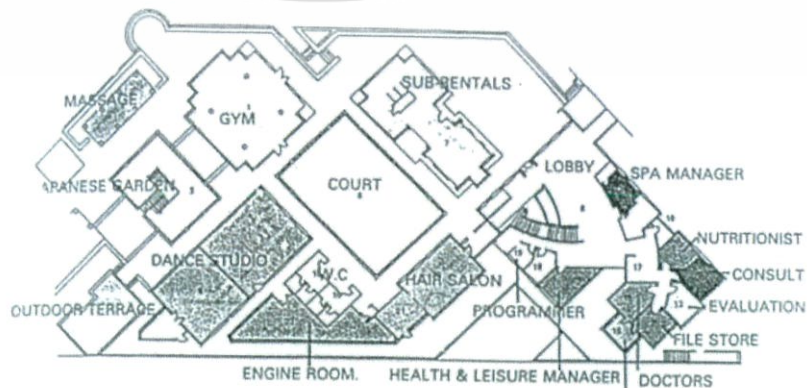 SUB-RENTALS
MASSAGE
GYM
LOBBY
SPA MANAGER
APANESE GARDEN
COURT
NUTRITIONIST
DANCE STUDIO
W.C
HAIR SALON
CONSULT
OUTDOOR TERRACE
PROGRAMMER
EVALUATION
FILE STORE
ENGINE ROOM.
HEALTH & LEISURE MANAGER
DOCTORS